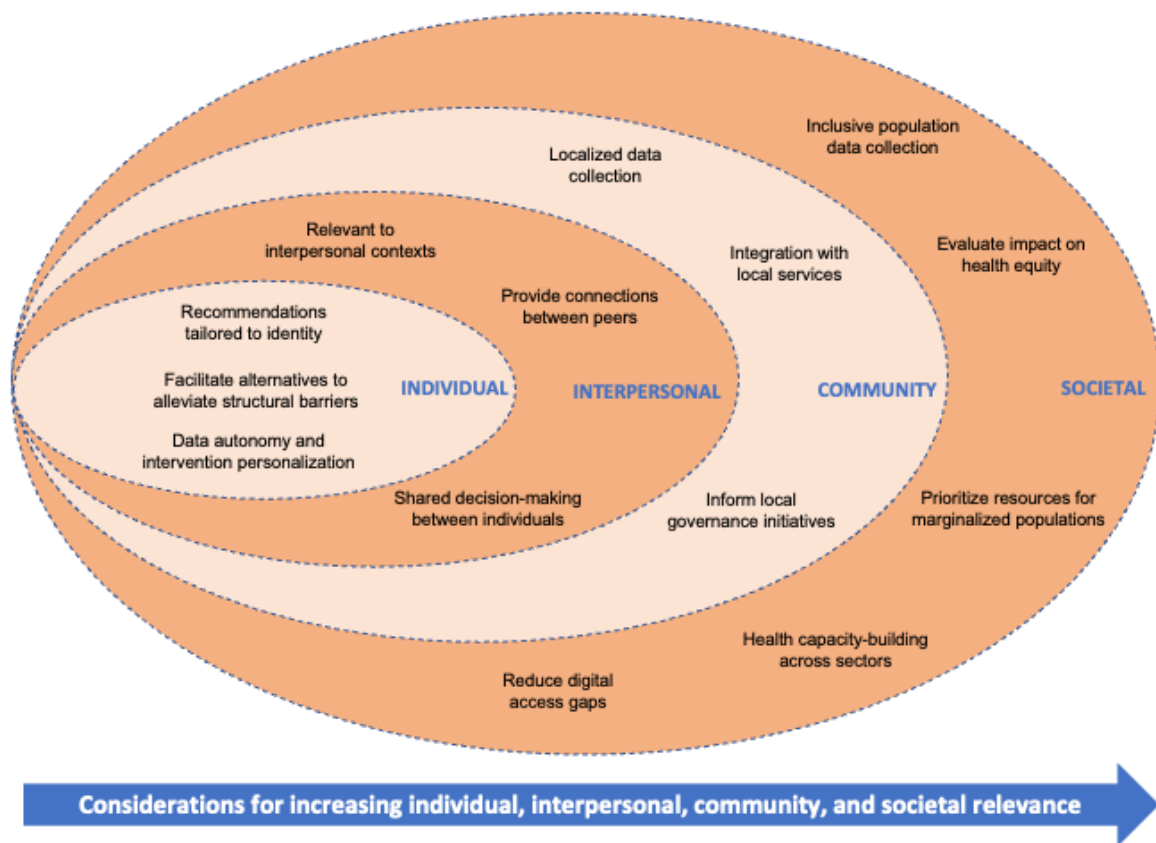 Inclusive population
data collection
Localized data
collection
Relevant to
interpersonal contexts
Integration with
local services
Evaluate impact on
health equity
Provide connections
between peers
Recommendations
tailored to identity
Facilitate alternatives to
alleviate structural barriers
INDIVIDUAL
INTERPERSONAL
COMMUNITY
SOCIETAL
Data autonomy and
intervention personalization
Shared decision-making
between individuals
Inform local
governance initiatives
Prioritize resources for
marginalized populations
Health capacity-building
across sectors
Reduce digital
access gaps
Considerations for increasing individual, interpersonal, community, and societal relevance